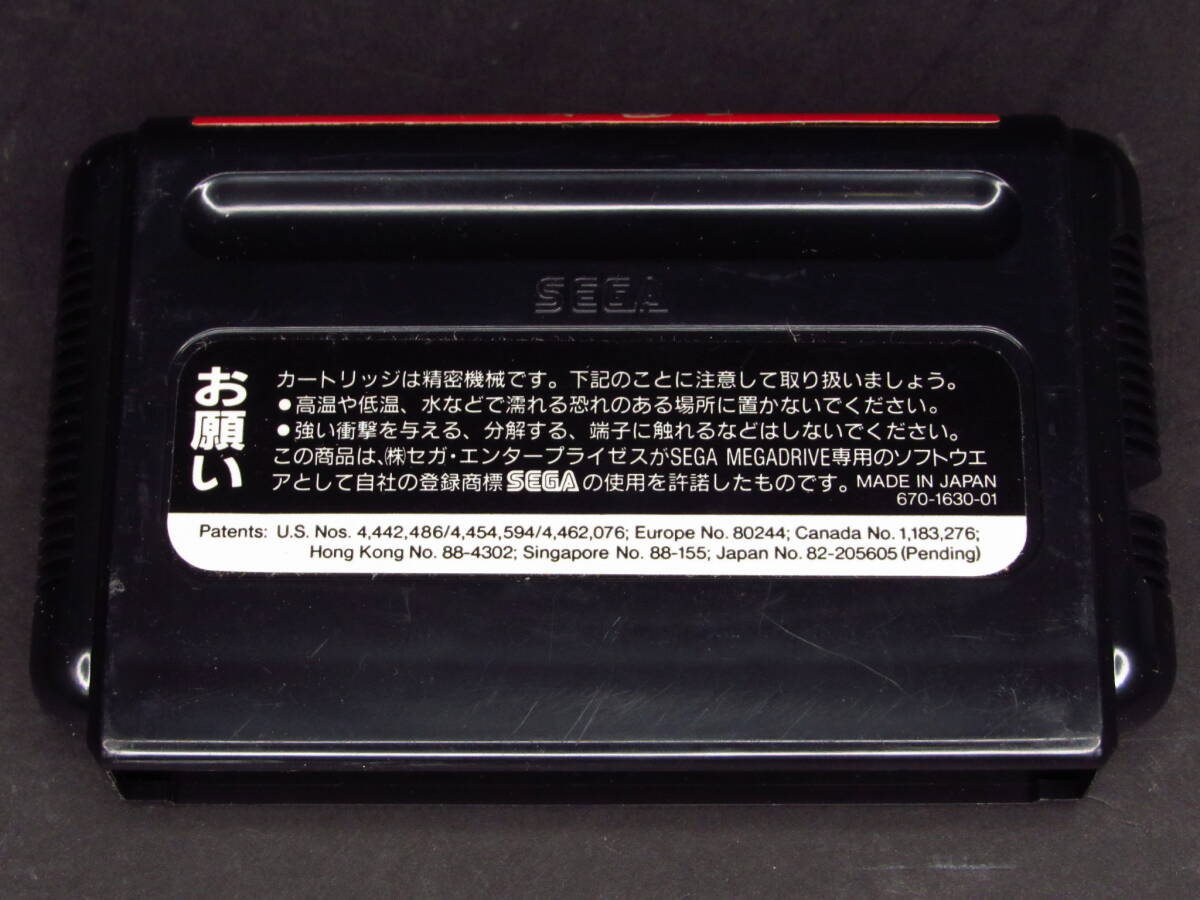 SEGA
お願い
カートリッジは精密機械です。下記のことに注意して取り扱いましょう。
●高温や低温、水などで濡れる恐れのある場所に置かないでください。
●強い衝撃を与える、分解する、端子に触れるなどはしないでください。
この商品は、㈱セガ・エンタープライゼスがSEGA MEGADRIVE専用のソフトウエ
アとして自社の登録商標SEGAの使用を許諾したものです。MADE IN JAPAN
670-1630-01
Patents: U.S. Nos. 4,442,486/4,454,594/4,462,076; Europe No. 80244; Canada No. 1,183,276;
Hong Kong No. 88-4302; Singapore No. 88-155; Japan No. 82-205605 (Pending)